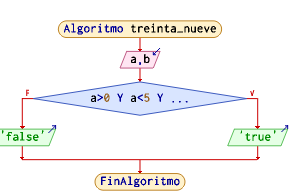 Algoritmo treinta_nueve
a,b
F
a>0 Y a<5 Y ...
V
'false'
'true'
FinAlgoritmo